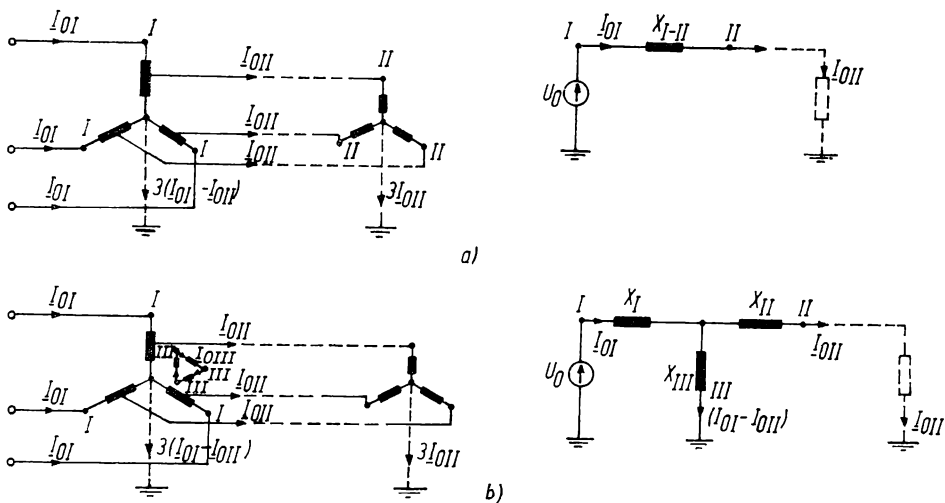 I_0I I I_0II II
I_0I I I I_0II II II
I_0II
I_0I 3(I_0I - I_0II) 3I_0II
I I_0I X_I-II II I_0II
U_0
a)
I_0I I I_0II
III I_0III III
I_0I I III I I_0II
I_0II
I_0I 3(I_0I - I_0II) 3I_0II
I X_I X_II II
I_0I I_0II
U_0 X_III III
(I_0I - I_0II) I_0II
b)